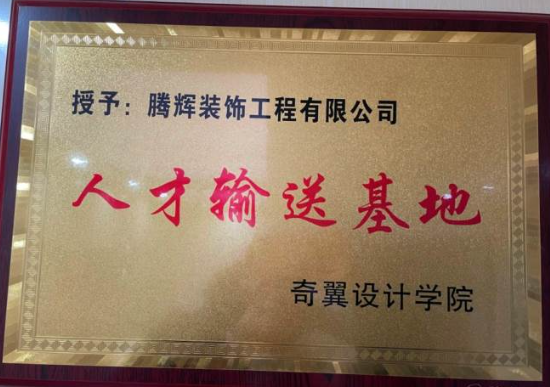 授予：腾辉装饰工程有限公司
人才输送基地
奇翼设计学院